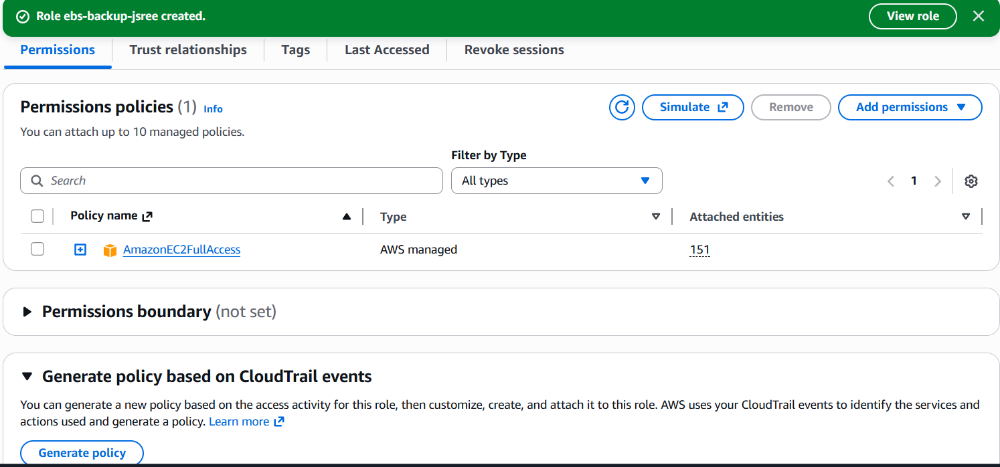 Role ebs-backup-jsree created.
View role
Permissions
Trust relationships
Tags
Last Accessed
Revoke sessions
Permissions policies (1) Info
Simulate
Remove
Add permissions
You can attach up to 10 managed policies.
Filter by Type
Search
All types
1
Policy name
Type
Attached entities
AmazonEC2FullAccess
AWS managed
151
Permissions boundary (not set)
Generate policy based on CloudTrail events
You can generate a new policy based on the access activity for this role, then customize, create, and attach it to this role. AWS uses your CloudTrail events to identify the services and
actions used and generate a policy. Learn more
Generate policy